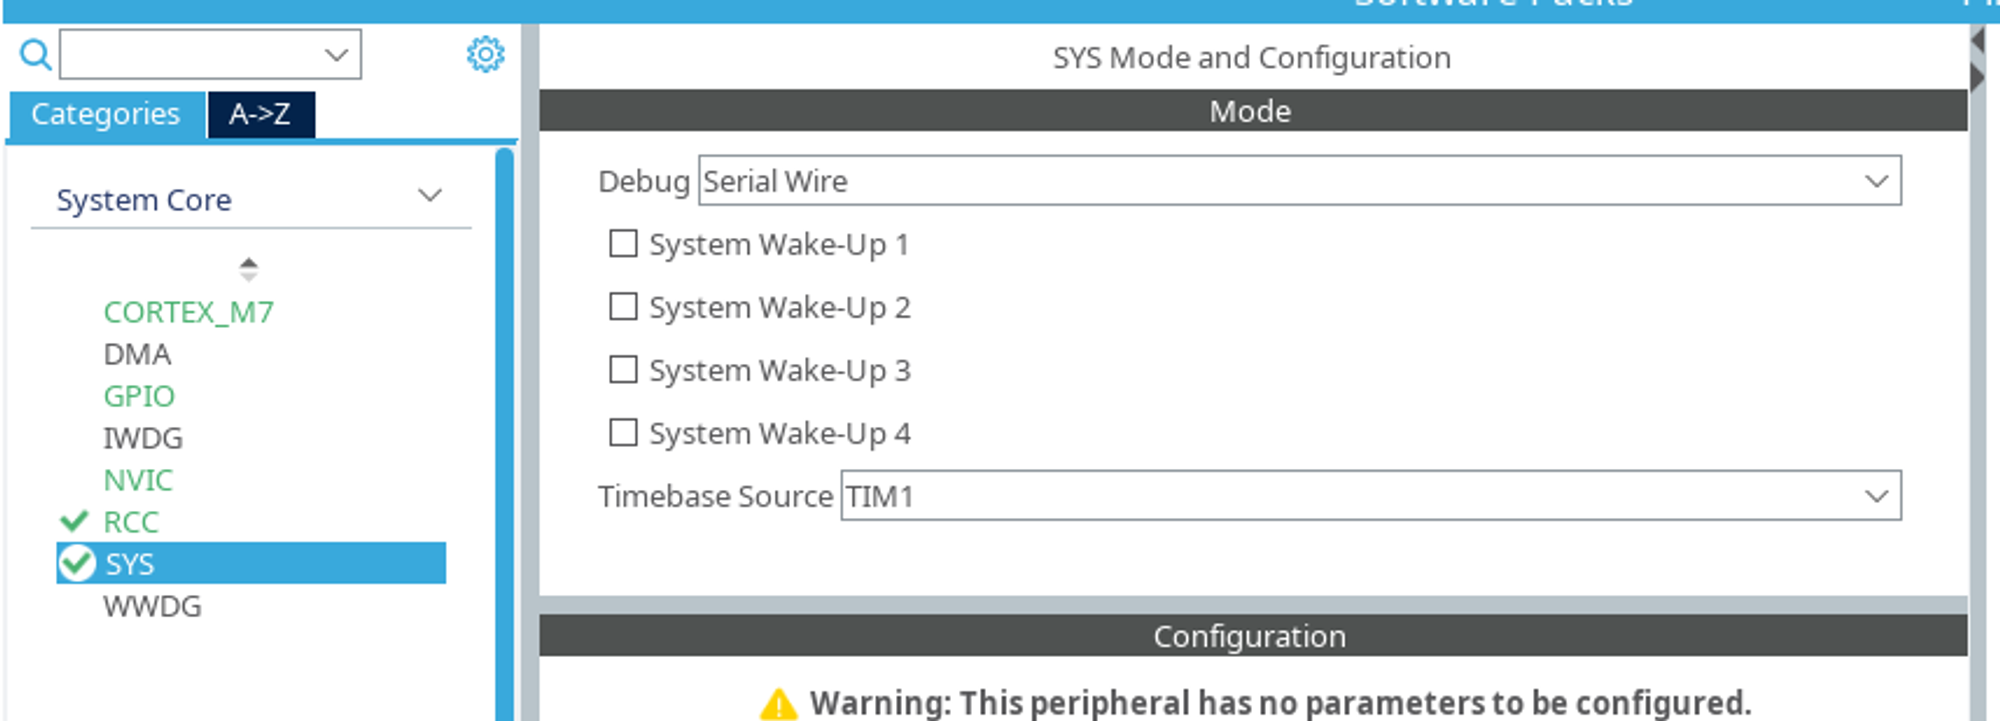 Software Packs
Categories
A->Z
System Core
CORTEX_M7
DMA
GPIO
IWDG
NVIC
RCC
SYS
WWDG
SYS Mode and Configuration
Mode
Debug Serial Wire
System Wake-Up 1
System Wake-Up 2
System Wake-Up 3
System Wake-Up 4
Timebase Source TIM1
Configuration
Warning: This peripheral has no parameters to be configured.